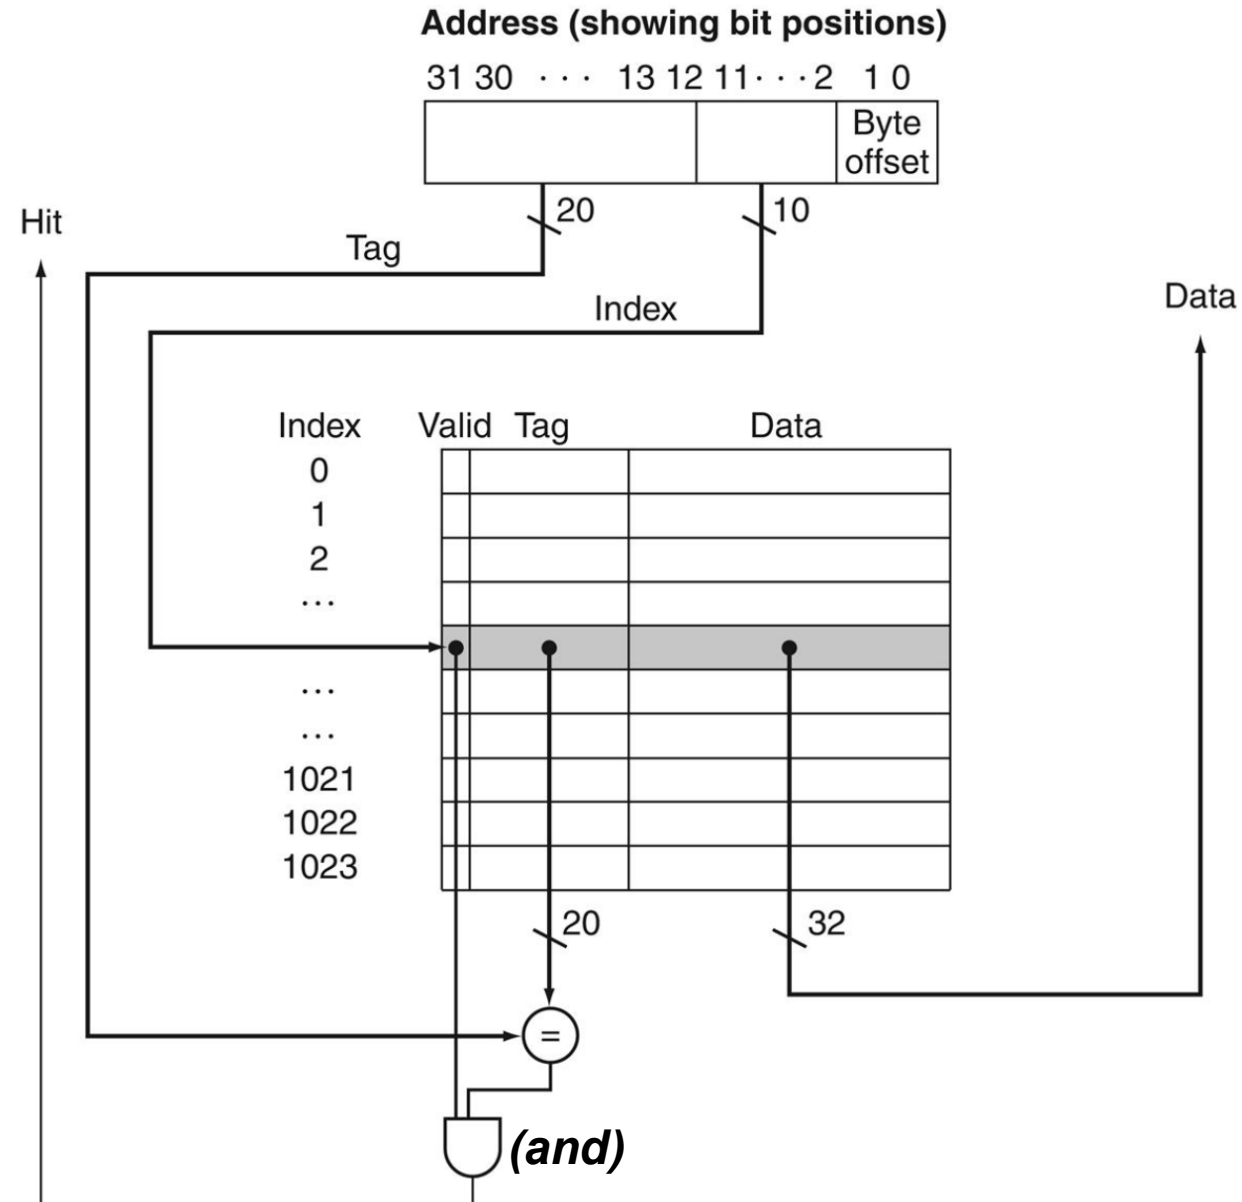 Address (showing bit positions)
31 30 · · · 13 12 11 · · · 2 1 0
Byte
offset
20
10
Hit
Tag
Index
Data
Index Valid Tag Data
0
1
2
...
...
...
1021
1022
1023
20
32
=
(and)